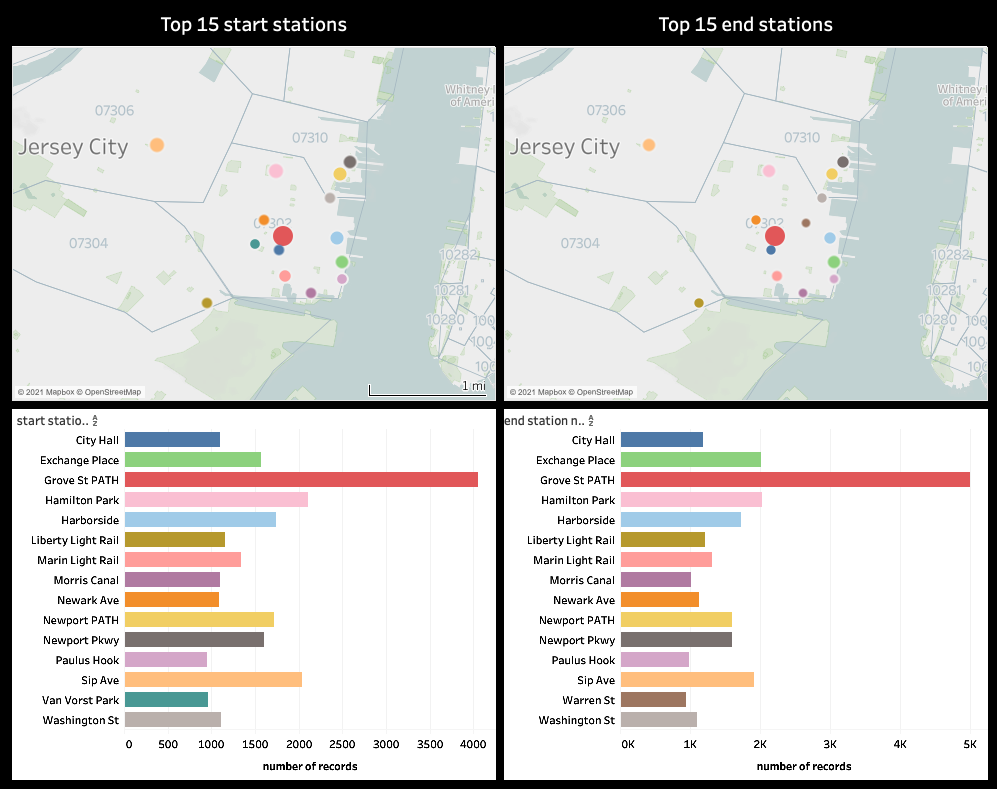 Top 15 start stations
Whitney
of Ameri
07306
07310
Jersey City
07302
07304
10282
10281
10280
100
100
© 2021 Mapbox © OpenStreetMap
1 mi
Top 15 end stations
Whitney
of Ameri
07306
07310
Jersey City
07302
07304
10282
10281
10280
100
100
© 2021 Mapbox © OpenStreetMap
start statio..
City Hall
Exchange Place
Grove St PATH
Hamilton Park
Harborside
Liberty Light Rail
Marin Light Rail
Morris Canal
Newark Ave
Newport PATH
Newport Pkwy
Paulus Hook
Sip Ave
Van Vorst Park
Washington St
0 500 1000 1500 2000 2500 3000 3500 4000
number of records
end station n..
City Hall
Exchange Place
Grove St PATH
Hamilton Park
Harborside
Liberty Light Rail
Marin Light Rail
Morris Canal
Newark Ave
Newport PATH
Newport Pkwy
Paulus Hook
Sip Ave
Warren St
Washington St
0K 1K 2K 3K 4K 5K
number of records